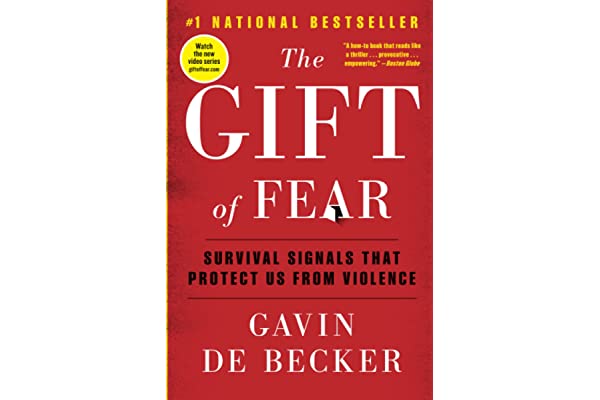 #1 NATIONAL BESTSELLER
Watch
the new
video series
giftoffear.com
"A how-to book that reads like
a thriller . . . provocative . . .
empowering." —Boston Globe
The
GIFT
of FEAR
SURVIVAL SIGNALS THAT
PROTECT US FROM VIOLENCE
GAVIN
DE BECKER